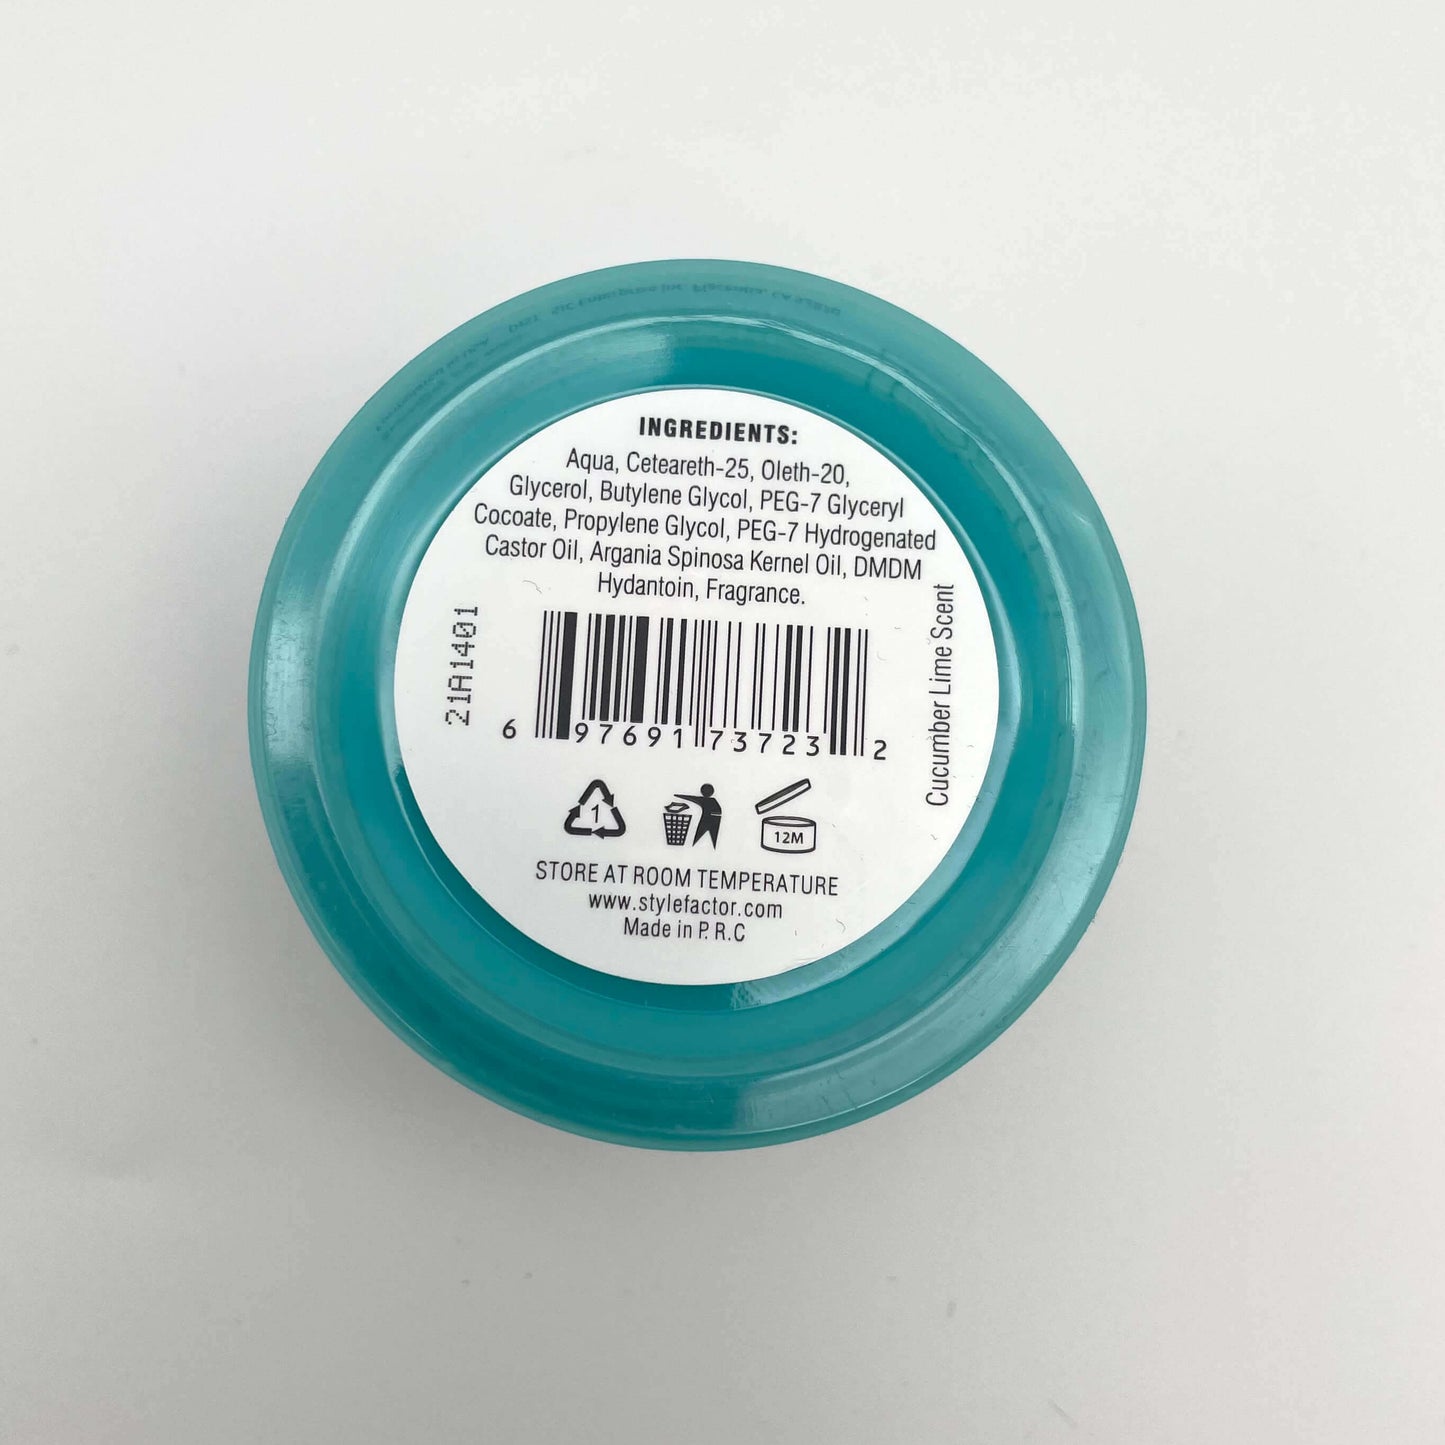 INGREDIENTS:
Aqua, Ceteareth-25, Oleth-20,
Glycerol, Butylene Glycol, PEG-7 Glyceryl
Cocoate, Propylene Glycol, PEG-7 Hydrogenated
Castor Oil, Argania Spinosa Kernel Oil, DMDM
Hydantoin, Fragrance.
21A1401
Cucumber Lime Scent
6 97691 73723 2
1
12M
STORE AT ROOM TEMPERATURE
www.stylefactor.com
Made in P. R.C